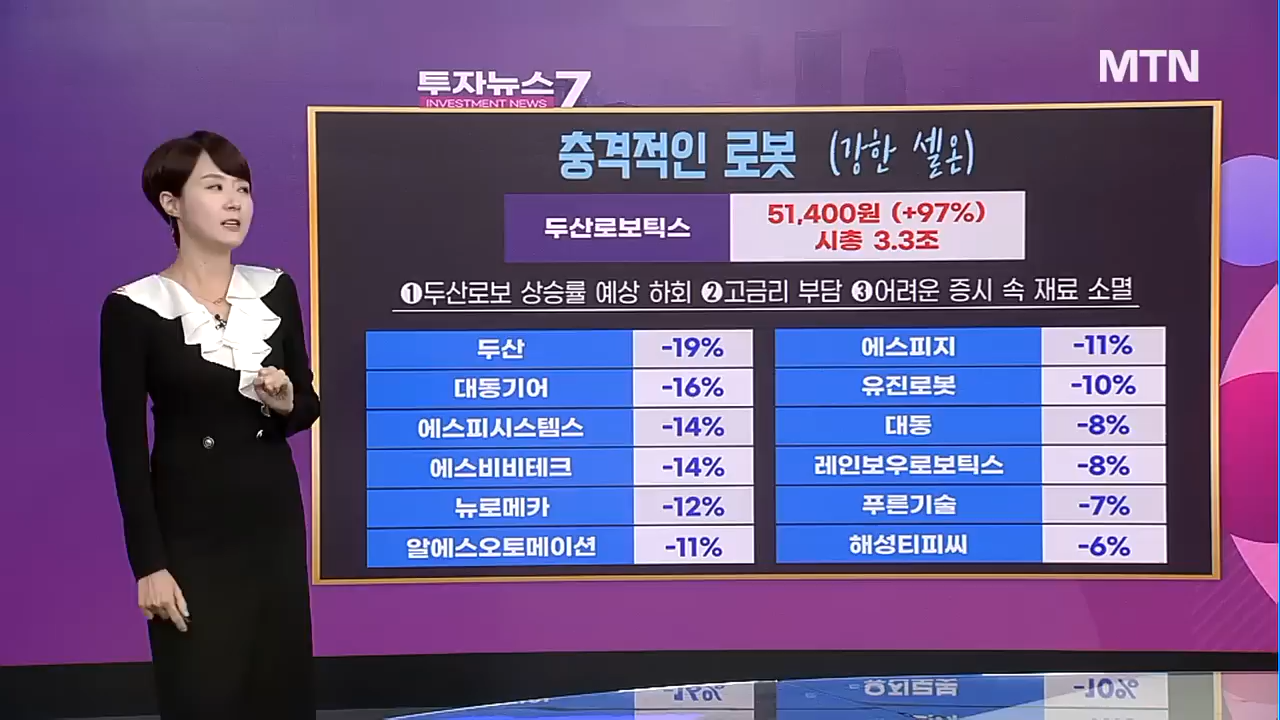 MTN
투자뉴스7
INVESTMENT NEWS
충격적인 로봇 (강한 셀온)
두산로보틱스
51,400원 (+97%)
시총 3.3조
❶두산로보 상승률 예상 하회 ❷고금리 부담 ❸어려운 증시 속 재료 소멸
두산 -19% 에스피지 -11%
대동기어 -16% 유진로봇 -10%
에스피시스템스 -14% 대동 -8%
에스비비테크 -14% 레인보우로보틱스 -8%
뉴로메카 -12% 푸른기술 -7%
알에스오토메이션 -11% 해성티피씨 -6%